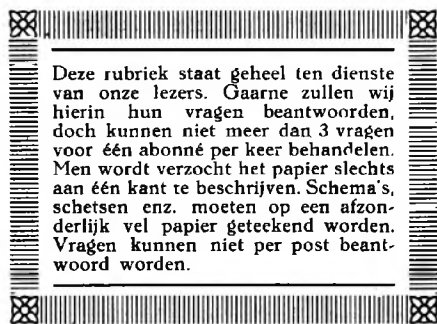 Deze rubriek staat geheel ten dienste
van onze lezers. Gaarne zullen wij
hierin hun vragen beantwoorden,
doch kunnen niet meer dan 3 vragen
voor één abonné per keer behandelen.
Men wordt verzocht het papier slechts
aan één kant te beschrijven. Schema's,
schetsen enz. moeten op een afzon-
derlijk vel papier geteekend worden.
Vragen kunnen niet per post beant-
woord worden.